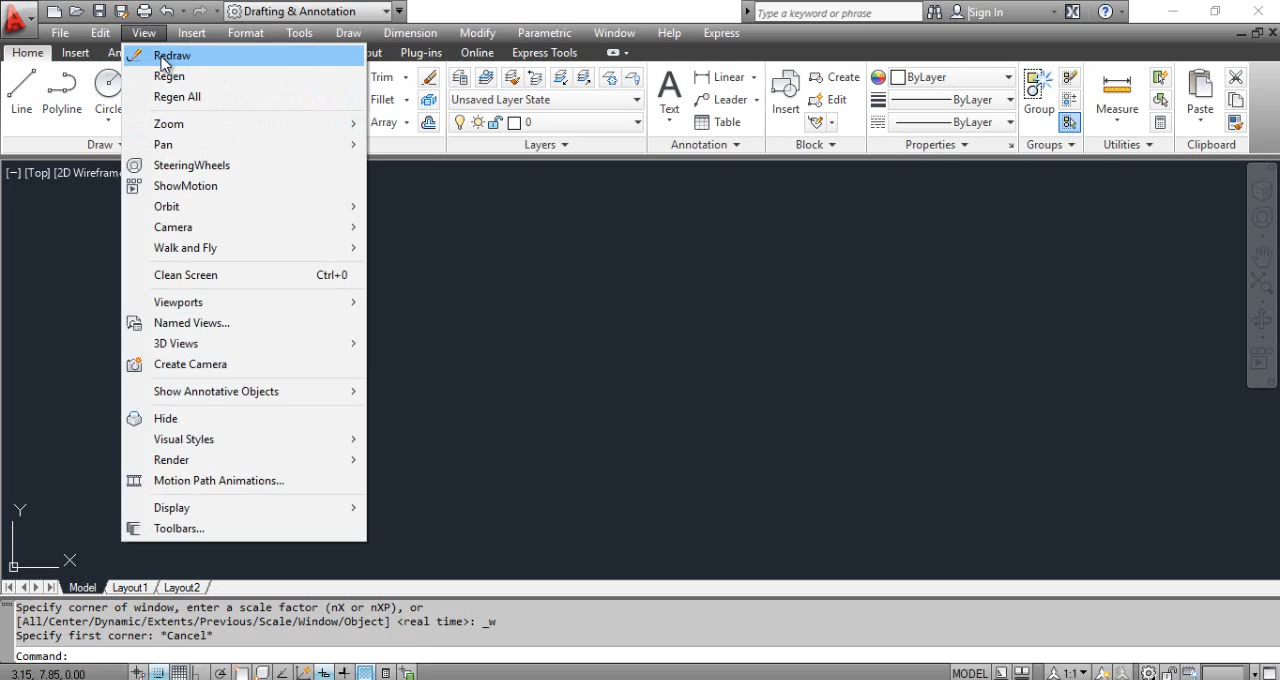 Drafting & Annotation
Type a keyword or phrase
Sign In
File Edit View Insert Format Tools Draw Dimension Modify Parametric Window Help Express
Home Insert An out Plug-ins Online Express Tools
Line Polyline Circle
Trim
Fillet
Array
Unsaved Layer State
0
Text
Linear
Leader
Table
Insert
Create
Edit
ByLayer
ByLayer
ByLayer
Group
Measure
Paste
Draw Layers Annotation Block Properties Groups Utilities Clipboard
[−] [Top] [2D Wireframe
Redraw
Regen
Regen All
Zoom
Pan
SteeringWheels
ShowMotion
Orbit
Camera
Walk and Fly
Clean Screen Ctrl+0
Viewports
Named Views...
3D Views
Create Camera
Show Annotative Objects
Hide
Visual Styles
Render
Motion Path Animations...
Display
Toolbars...
Y
X
Model Layout1 Layout2
Specify corner of window, enter a scale factor (nX or nXP), or
[All/Center/Dynamic/Extents/Previous/Scale/Window/Object] <real time>: _w
Specify first corner: *Cancel*
Command:
3.15, 7.85, 0.00
MODEL
1:1